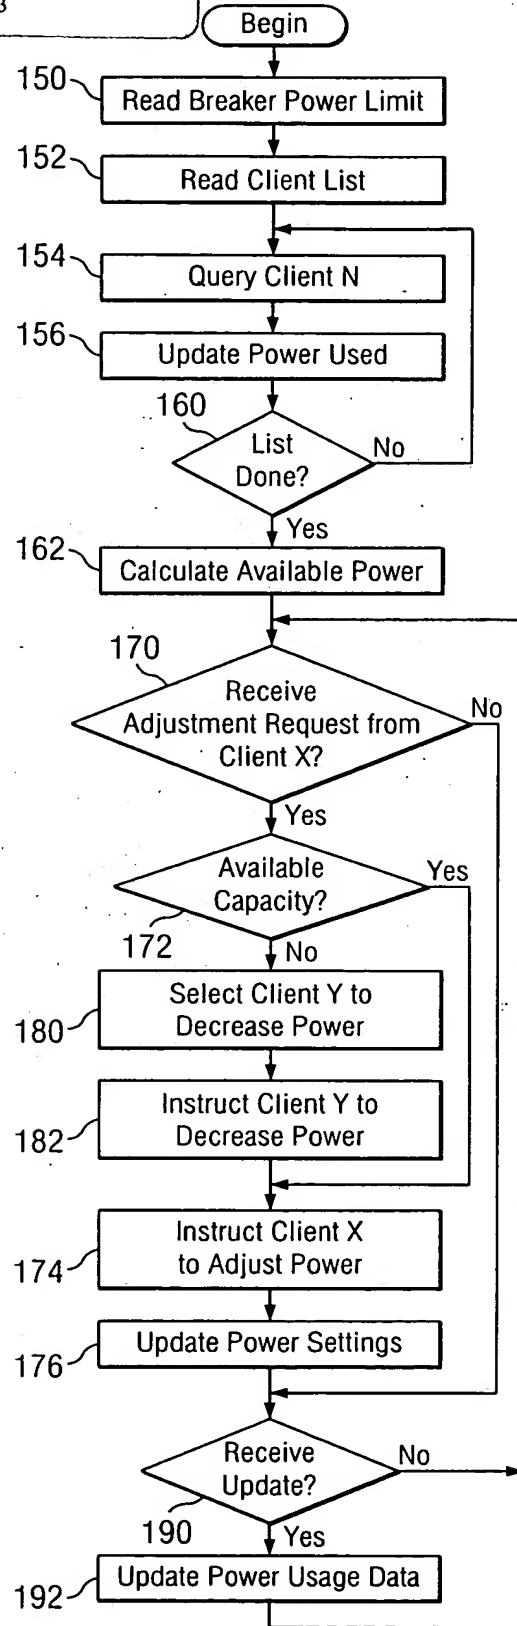 Begin
150
Read Breaker Power Limit
152
Read Client List
154
Query Client N
156
Update Power Used
160
List
Done?
No
Yes
162
Calculate Available Power
170
Receive
Adjustment Request from
Client X?
No
Yes
Available
Capacity?
Yes
172
No
180
Select Client Y to
Decrease Power
182
Instruct Client Y to
Decrease Power
174
Instruct Client X
to Adjust Power
176
Update Power Settings
Receive
Update?
No
190
Yes
192
Update Power Usage Data